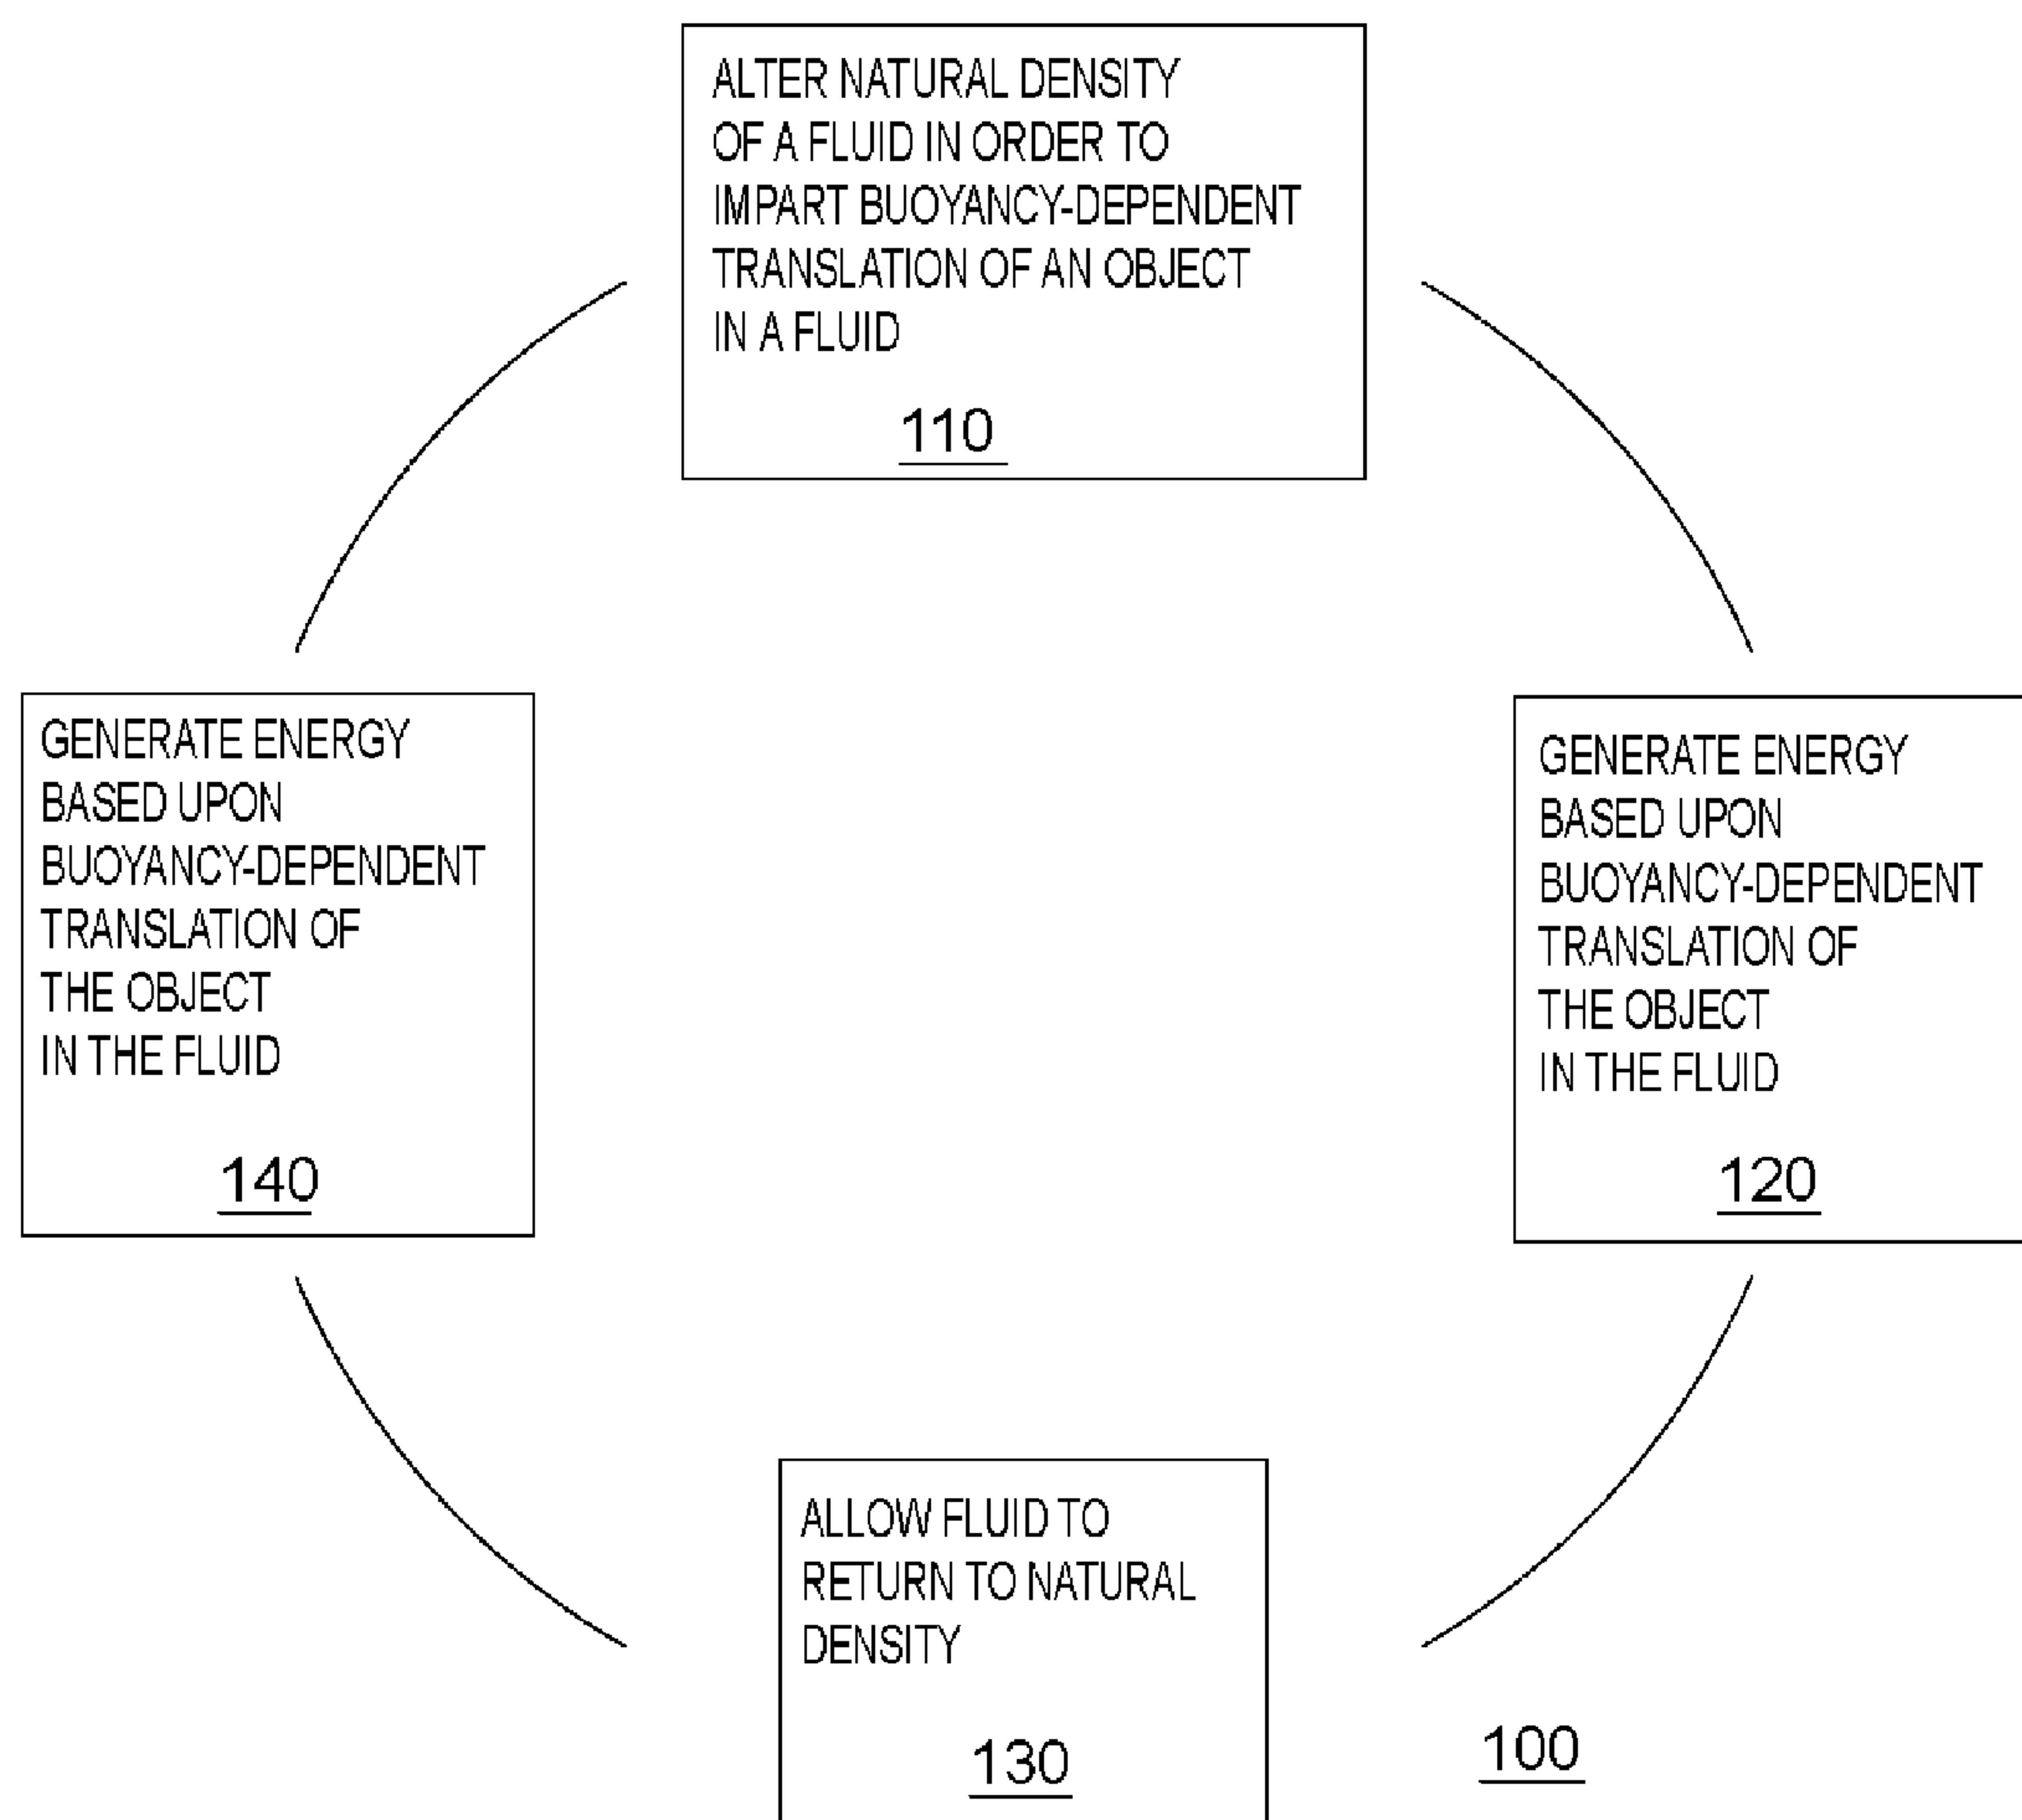 ALTER NATURAL DENSITY
OF A FLUID IN ORDER TO
IMPART BUOYANCY-DEPENDENT
TRANSLATION OF AN OBJECT
IN A FLUID
110
GENERATE ENERGY
BASED UPON
BUOYANCY-DEPENDENT
TRANSLATION OF
THE OBJECT
IN THE FLUID
120
ALLOW FLUID TO
RETURN TO NATURAL
DENSITY
130
GENERATE ENERGY
BASED UPON
BUOYANCY-DEPENDENT
TRANSLATION OF
THE OBJECT
IN THE FLUID
140
100